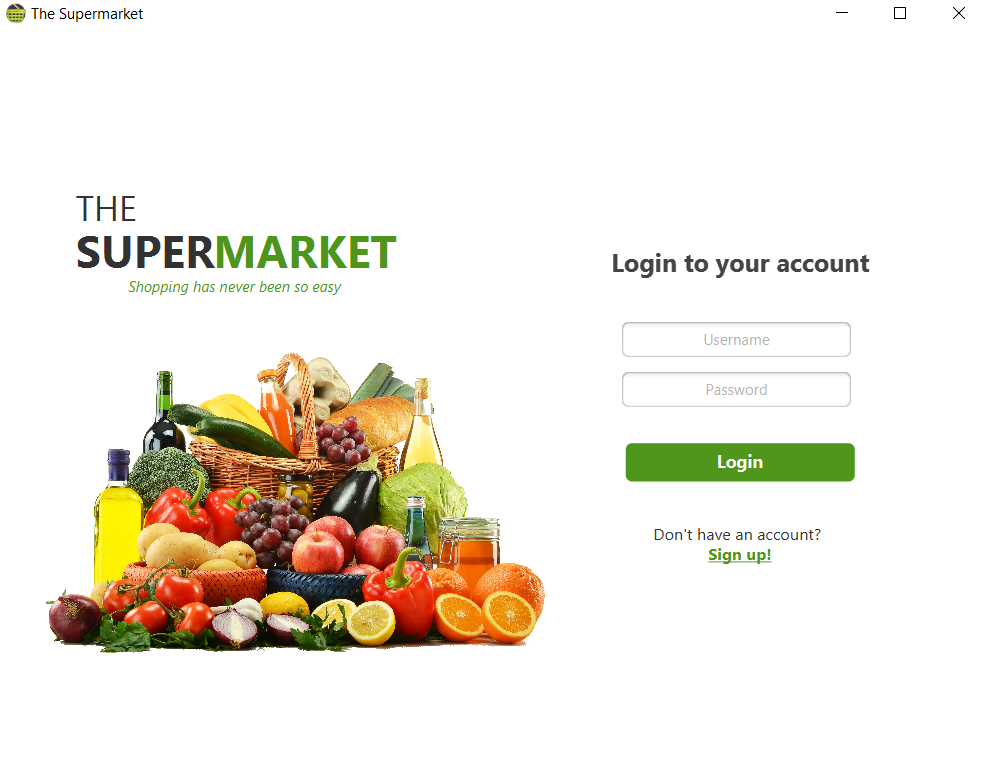 The Supermarket
THE
SUPERMARKET
Shopping has never been so easy
Login to your account
Username
Password
Login
Don't have an account?
Sign up!